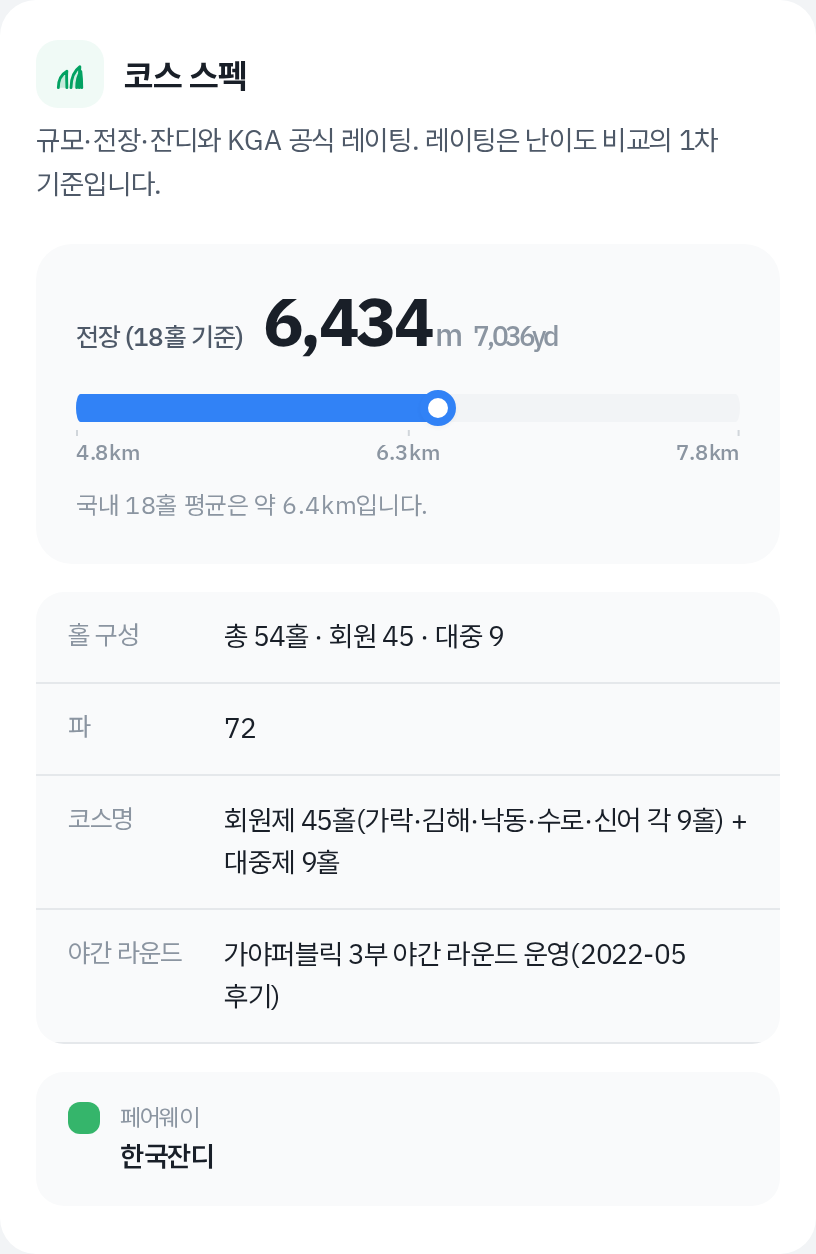 코스 스펙
규모·전장·잔디와 KGA 공식 레이팅. 레이팅은 난이도 비교의 1차
기준입니다.
전장 (18홀 기준) 6,434m 7,036yd
4.8km 6.3km 7.8km
국내 18홀 평균은 약 6.4km입니다.
홀 구성 총 54홀 · 회원 45 · 대중 9
파 72
코스명 회원제 45홀(가락·김해·낙동·수로·신어 각 9홀) +
대중제 9홀
야간 라운드 가야퍼블릭 3부 야간 라운드 운영(2022-05
후기)
페어웨이
한국잔디